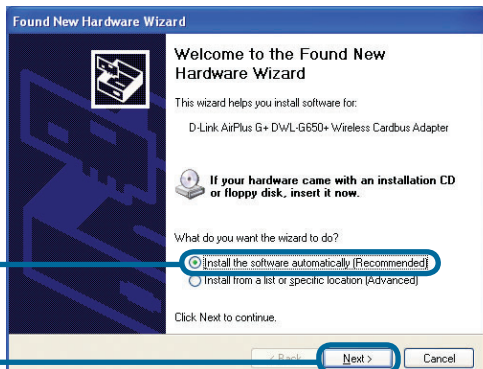 Found New Hardware Wizard
Welcome to the Found New
Hardware Wizard
This wizard helps you install software for:
D-Link AirPlus G+ DWL-G650+ Wireless Cardbus Adapter
If your hardware came with an installation CD
or floppy disk, insert it now.
What do you want the wizard to do?
Install the software automatically (Recommended)
Install from a list or specific location (Advanced)
Click Next to continue.
< Back Next > Cancel